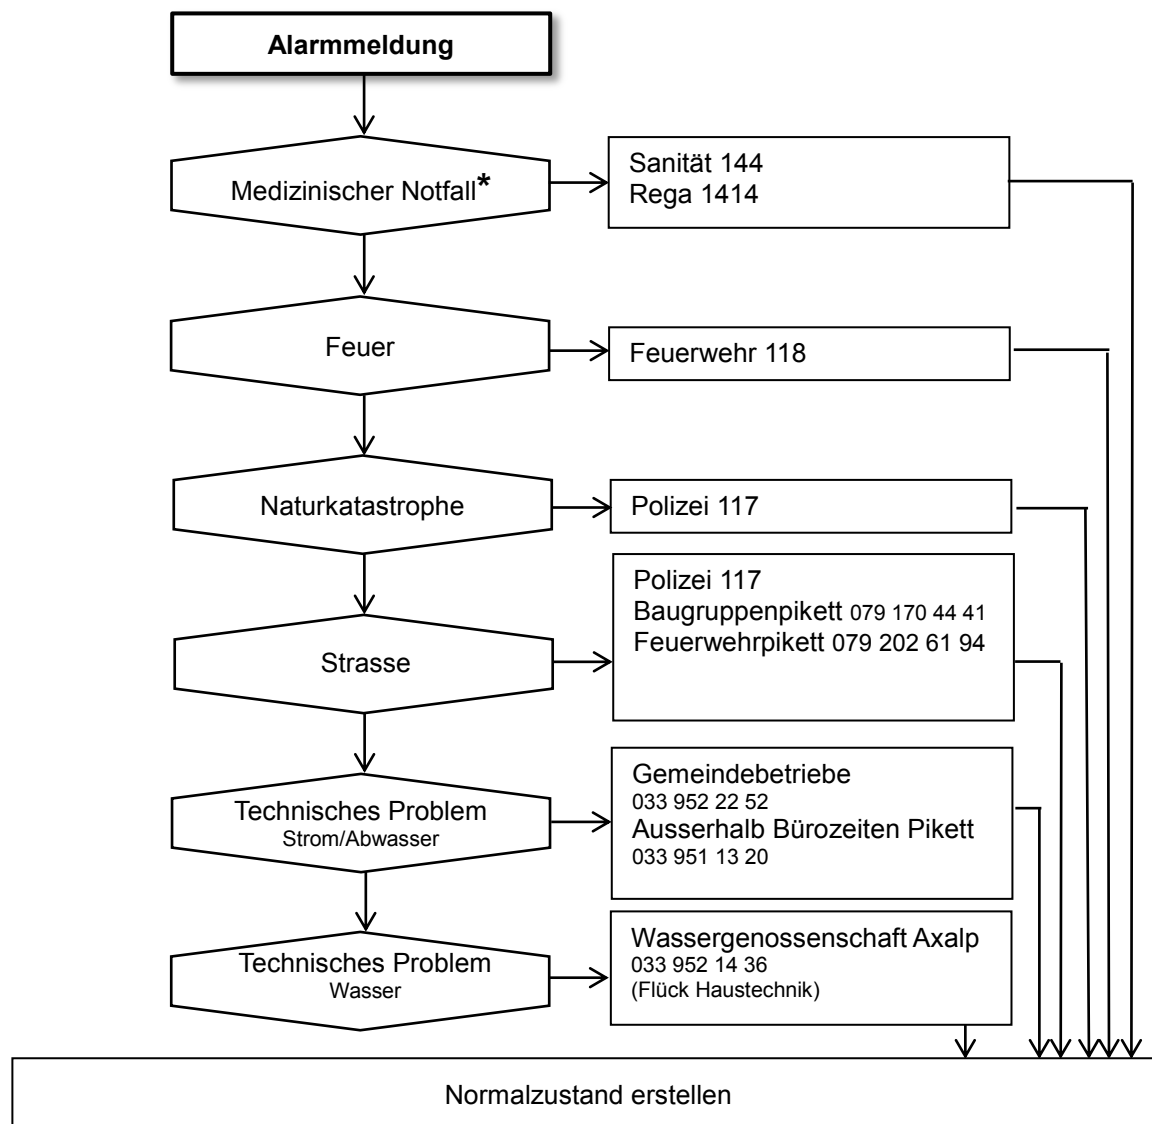 Alarmmeldung
Medizinischer Notfall*
Sanität 144
Rega 1414
Feuer
Feuerwehr 118
Naturkatastrophe
Polizei 117
Strasse
Polizei 117
Baugruppenpikett 079 170 44 41
Feuerwehrpikett 079 202 61 94
Technisches Problem
Strom/Abwasser
Gemeindebetriebe
033 952 22 52
Ausserhalb Bürozeiten Pikett
033 951 13 20
Technisches Problem
Wasser
Wassergenossenschaft Axalp
033 952 14 36
(Flück Haustechnik)
Normalzustand erstellen